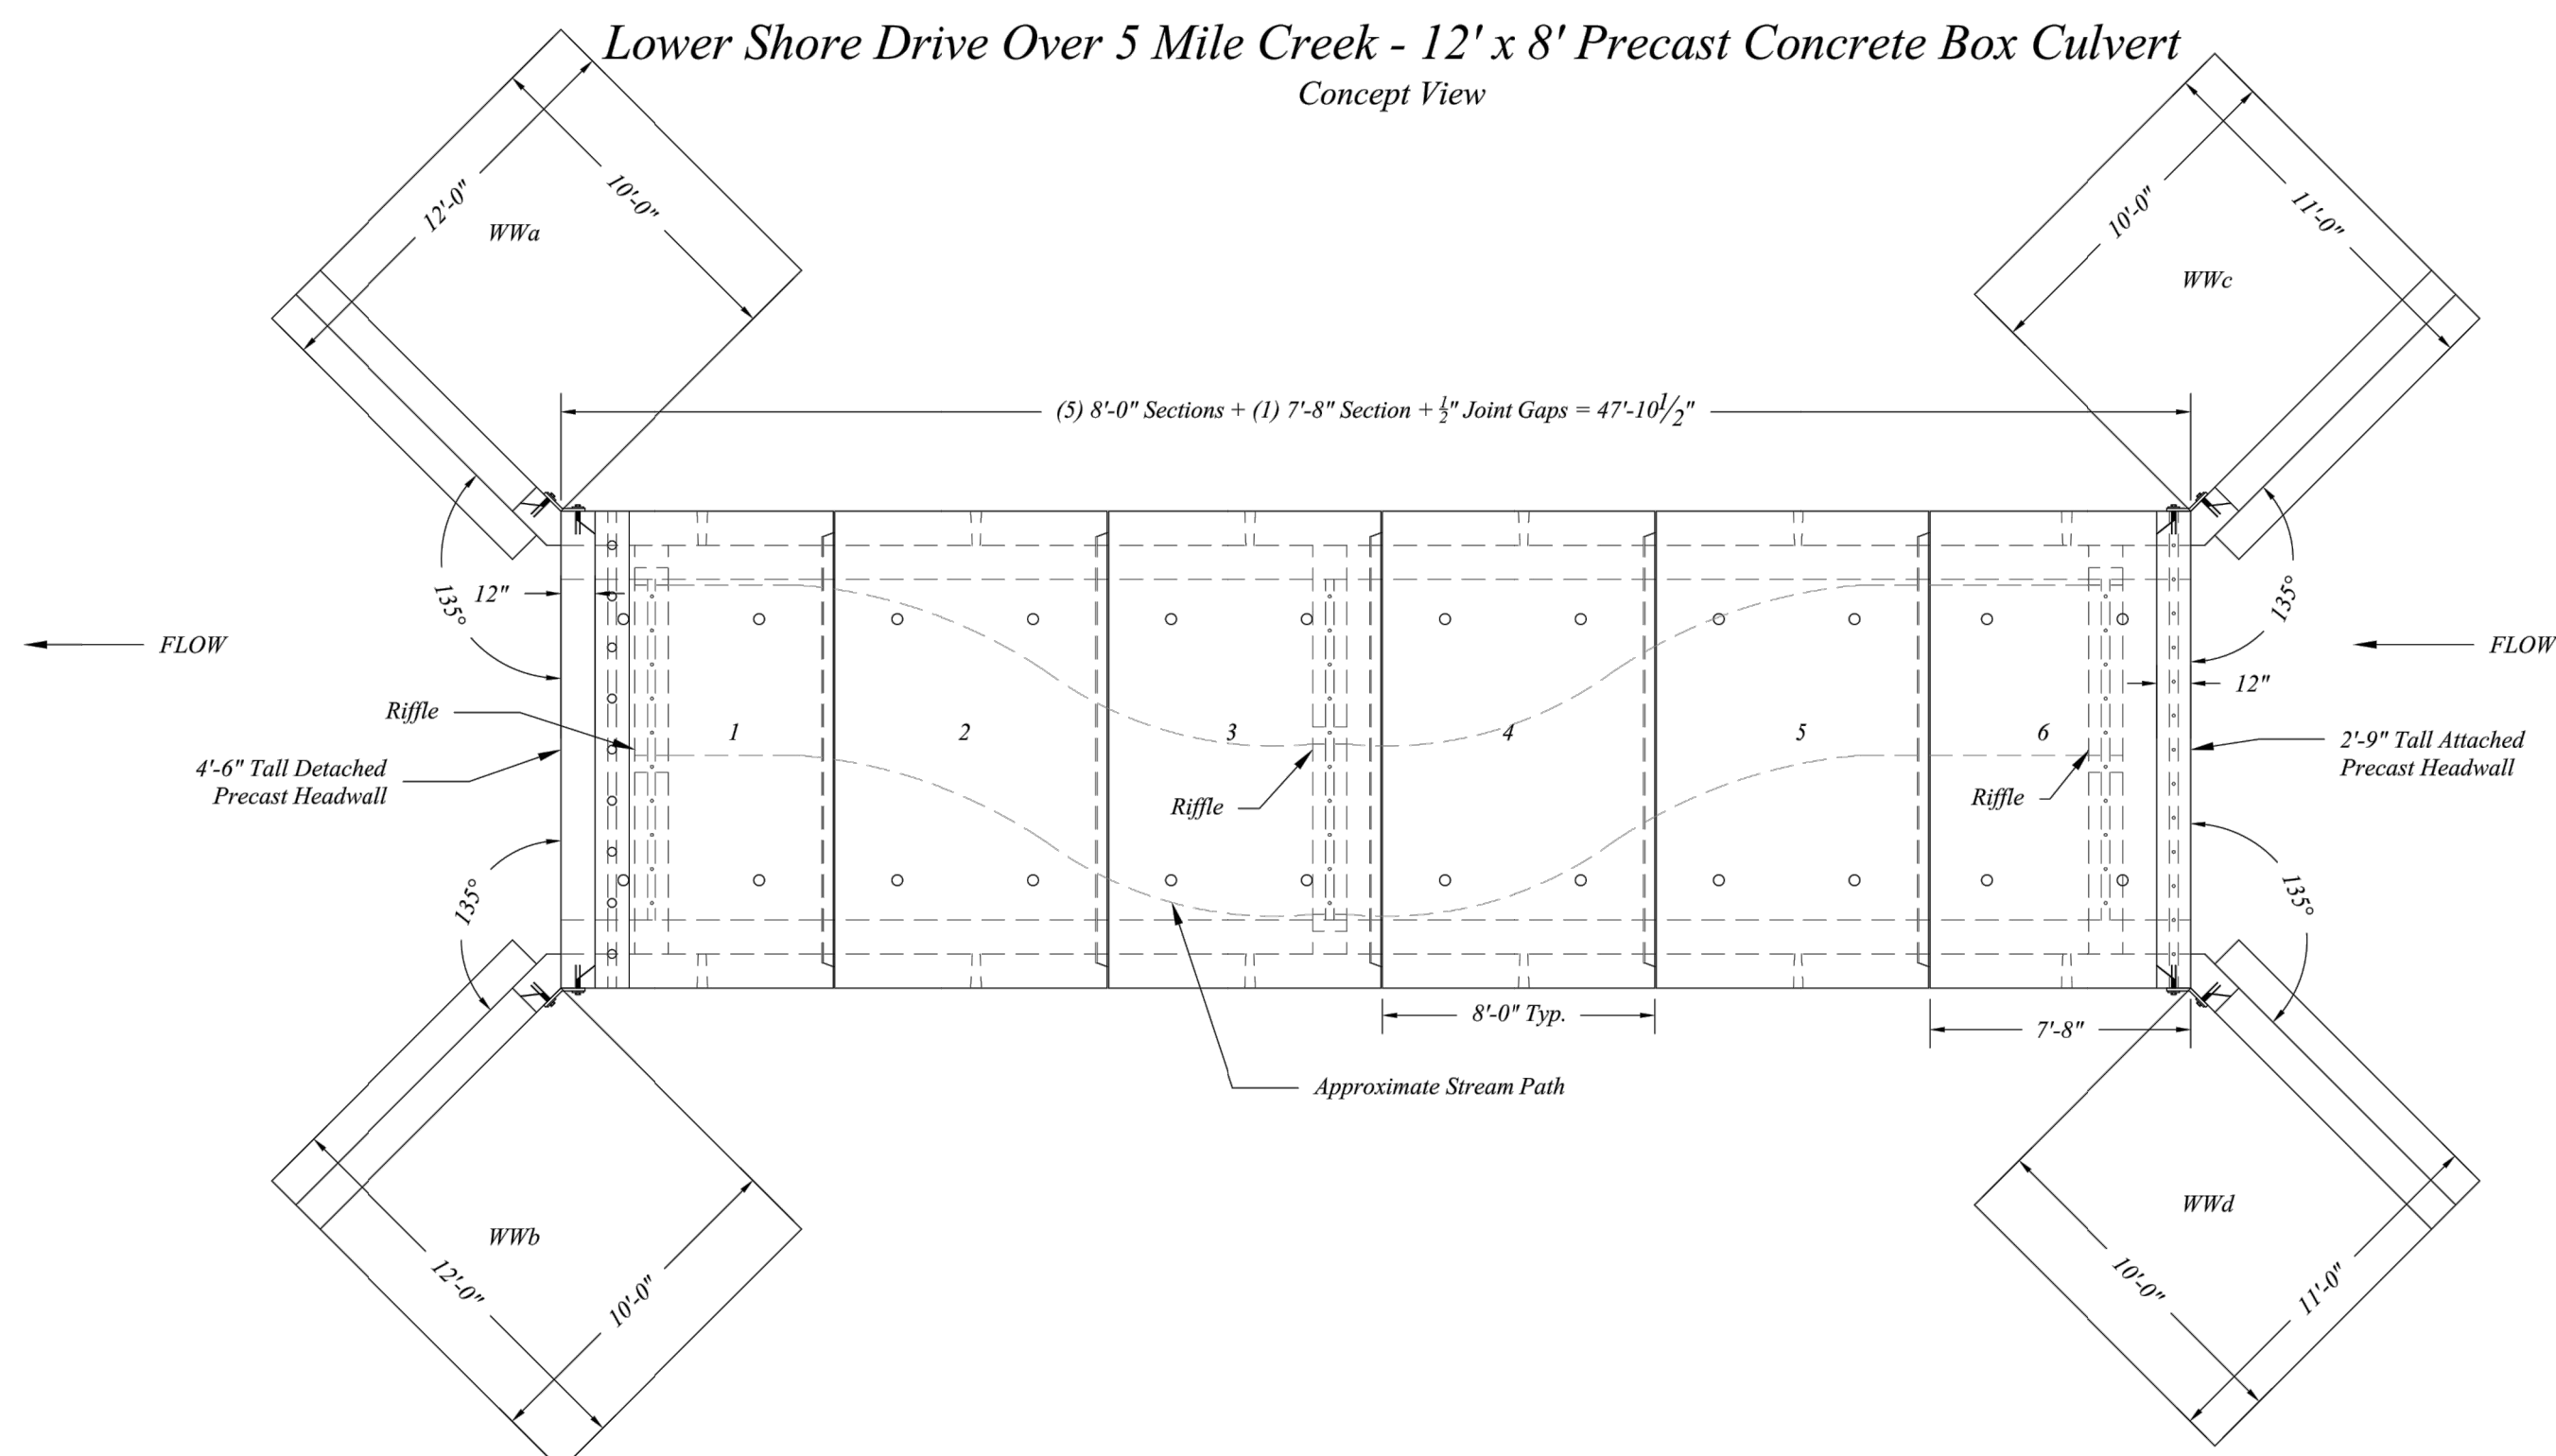 Lower Shore Drive Over 5 Mile Creek - 12' x 8' Precast Concrete Box Culvert
Concept View
12'-0"
10'-0"
WWa
10'-0"
11'-0"
WWc
(5) 8'-0" Sections + (1) 7'-8" Section + 1/2" Joint Gaps = 47'-10 1/2"
135°
12"
135°
FLOW
FLOW
12"
Riffle
1
2
3
4
5
6
4'-6" Tall Detached
Precast Headwall
2'-9" Tall Attached
Precast Headwall
Riffle
Riffle
135°
135°
8'-0" Typ.
7'-8"
Approximate Stream Path
WWb
12'-0"
10'-0"
WWd
10'-0"
11'-0"